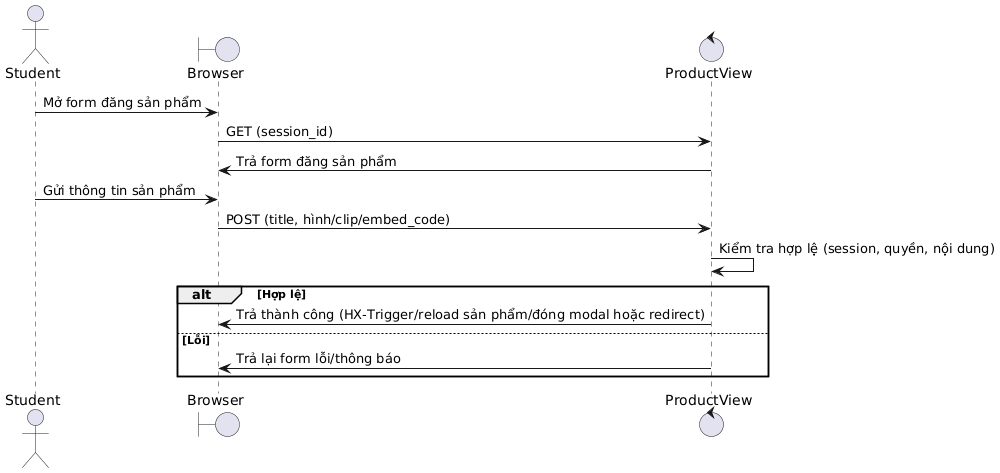 Student
Browser
ProductView
Mở form đăng sản phẩm
GET (session_id)
Trả form đăng sản phẩm
Gửi thông tin sản phẩm
POST (title, hình/clip/embed_code)
Kiểm tra hợp lệ (session, quyền, nội dung)
alt [Hợp lệ]
Trả thành công (HX-Trigger/reload sản phẩm/đóng modal hoặc redirect)
[Lỗi]
Trả lại form lỗi/thông báo
Student
Browser
ProductView